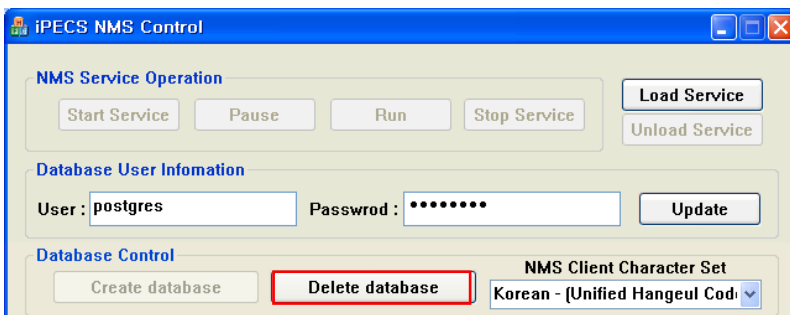 iPECS NMS Control
NMS Service Operation
Start Service Pause Run Stop Service Load Service
Unload Service
Database User Infomation
User : postgres Passwrod : •••••••• Update
Database Control
Create database Delete database NMS Client Character Set
Korean - (Unified Hangeul Cod